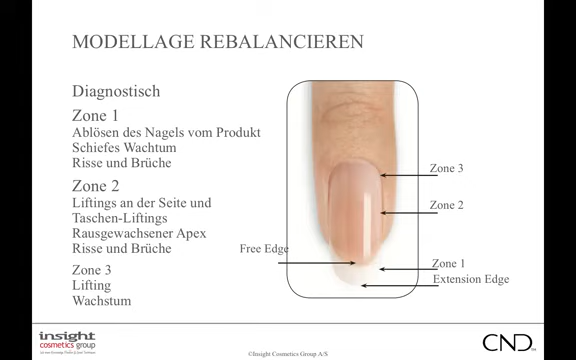 MODELLAGE REBALANCIEREN
Diagnostisch
Zone 1
Ablösen des Nagels vom Produkt
Schiefes Wachtum
Risse und Brüche
Zone 2
Liftings an der Seite und
Taschen-Liftings
Rausgewachsener Apex
Risse und Brüche
Zone 3
Lifting
Wachstum
Zone 3
Zone 2
Free Edge
Zone 1
Extension Edge
insight
cosmetics group
©Insight Cosmetics Group A/S
CND